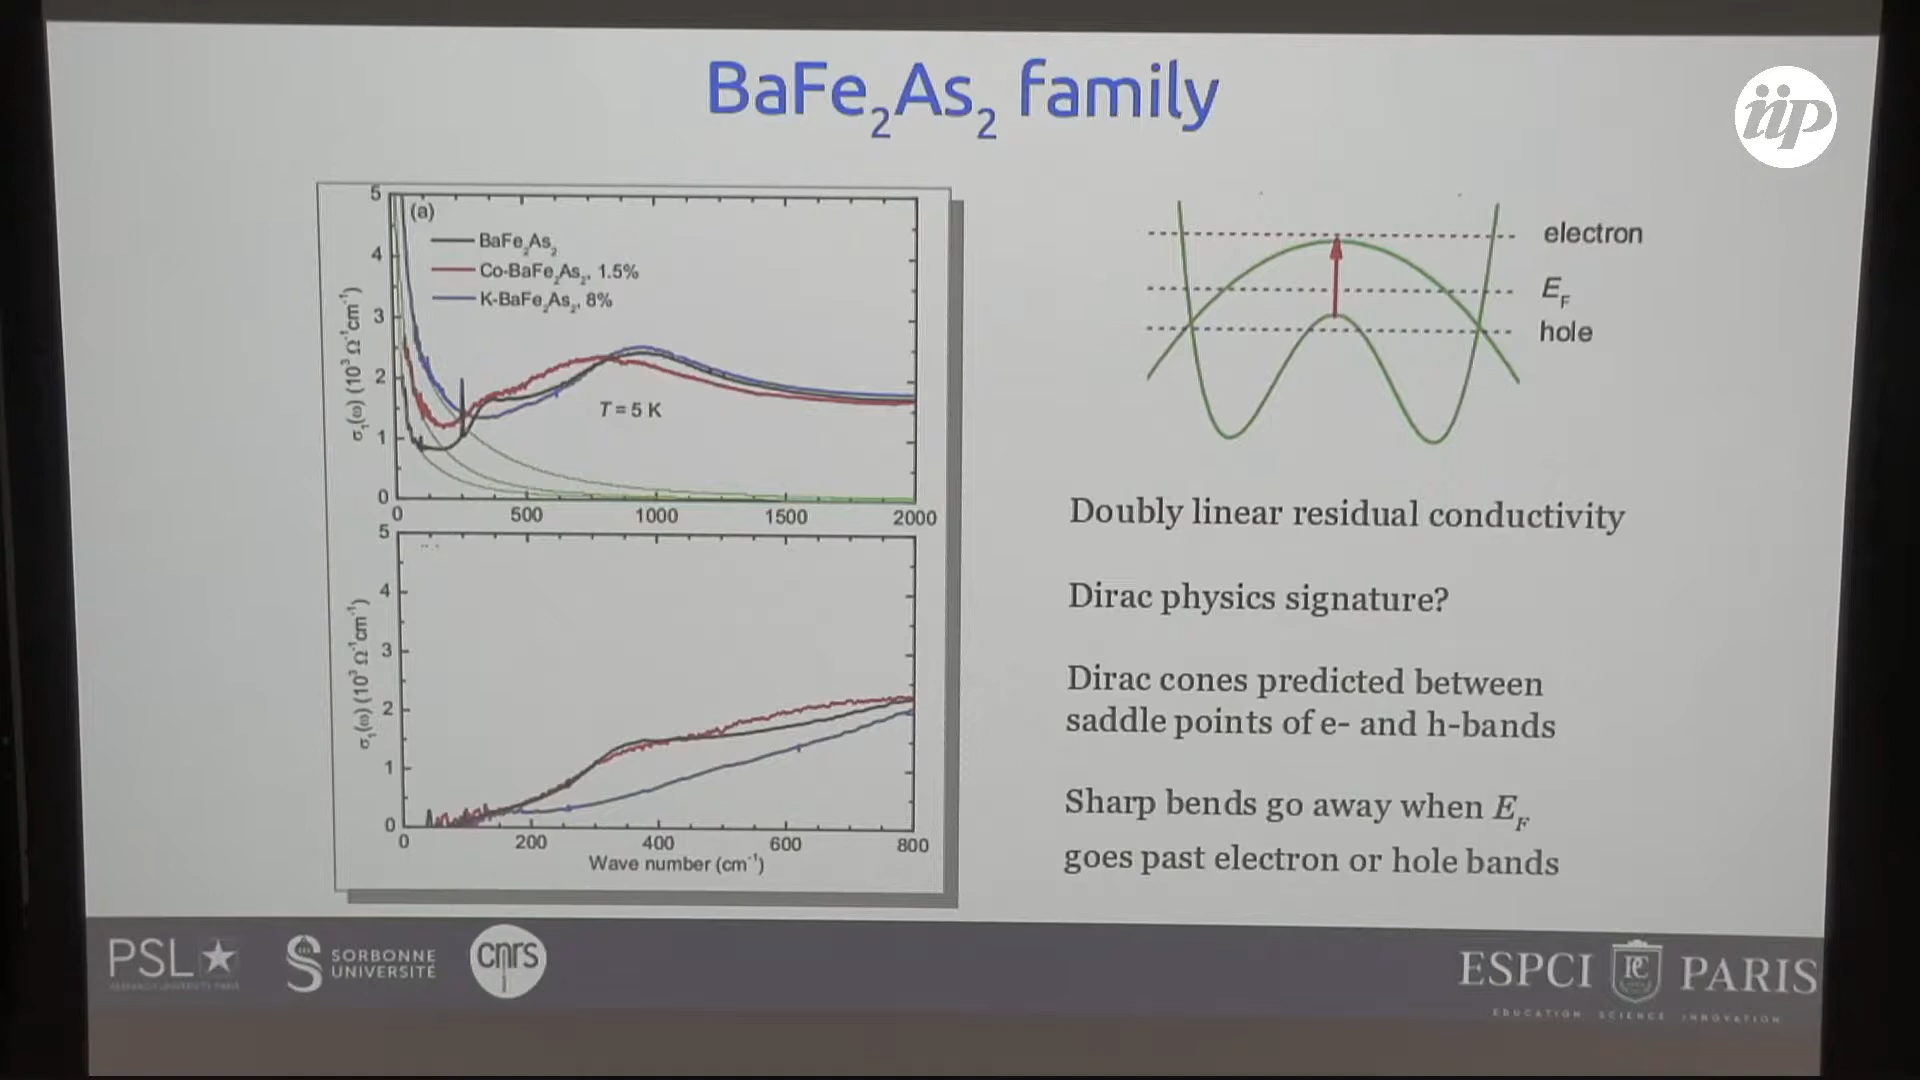 BaFe₂As₂ family
iip
(a)
BaFe₂As₂
Co-BaFe₂As₂, 1.5%
K-BaFe₂As₂, 8%
T = 5 K
σ₁(ω) (10³ Ω⁻¹cm⁻¹)
5
4
3
2
1
0
0 500 1000 1500 2000
σ₁(ω) (10³ Ω⁻¹cm⁻¹)
5
4
3
2
1
0
0 200 400 600 800
Wave number (cm⁻¹)
electron
E_F
hole
Doubly linear residual conductivity
Dirac physics signature?
Dirac cones predicted between
saddle points of e- and h-bands
Sharp bends go away when E_F
goes past electron or hole bands
PSL
SORBONNE
UNIVERSITÉ
cnrs
ESPCI PC PARIS
EDUCATION SCIENCE INNOVATION